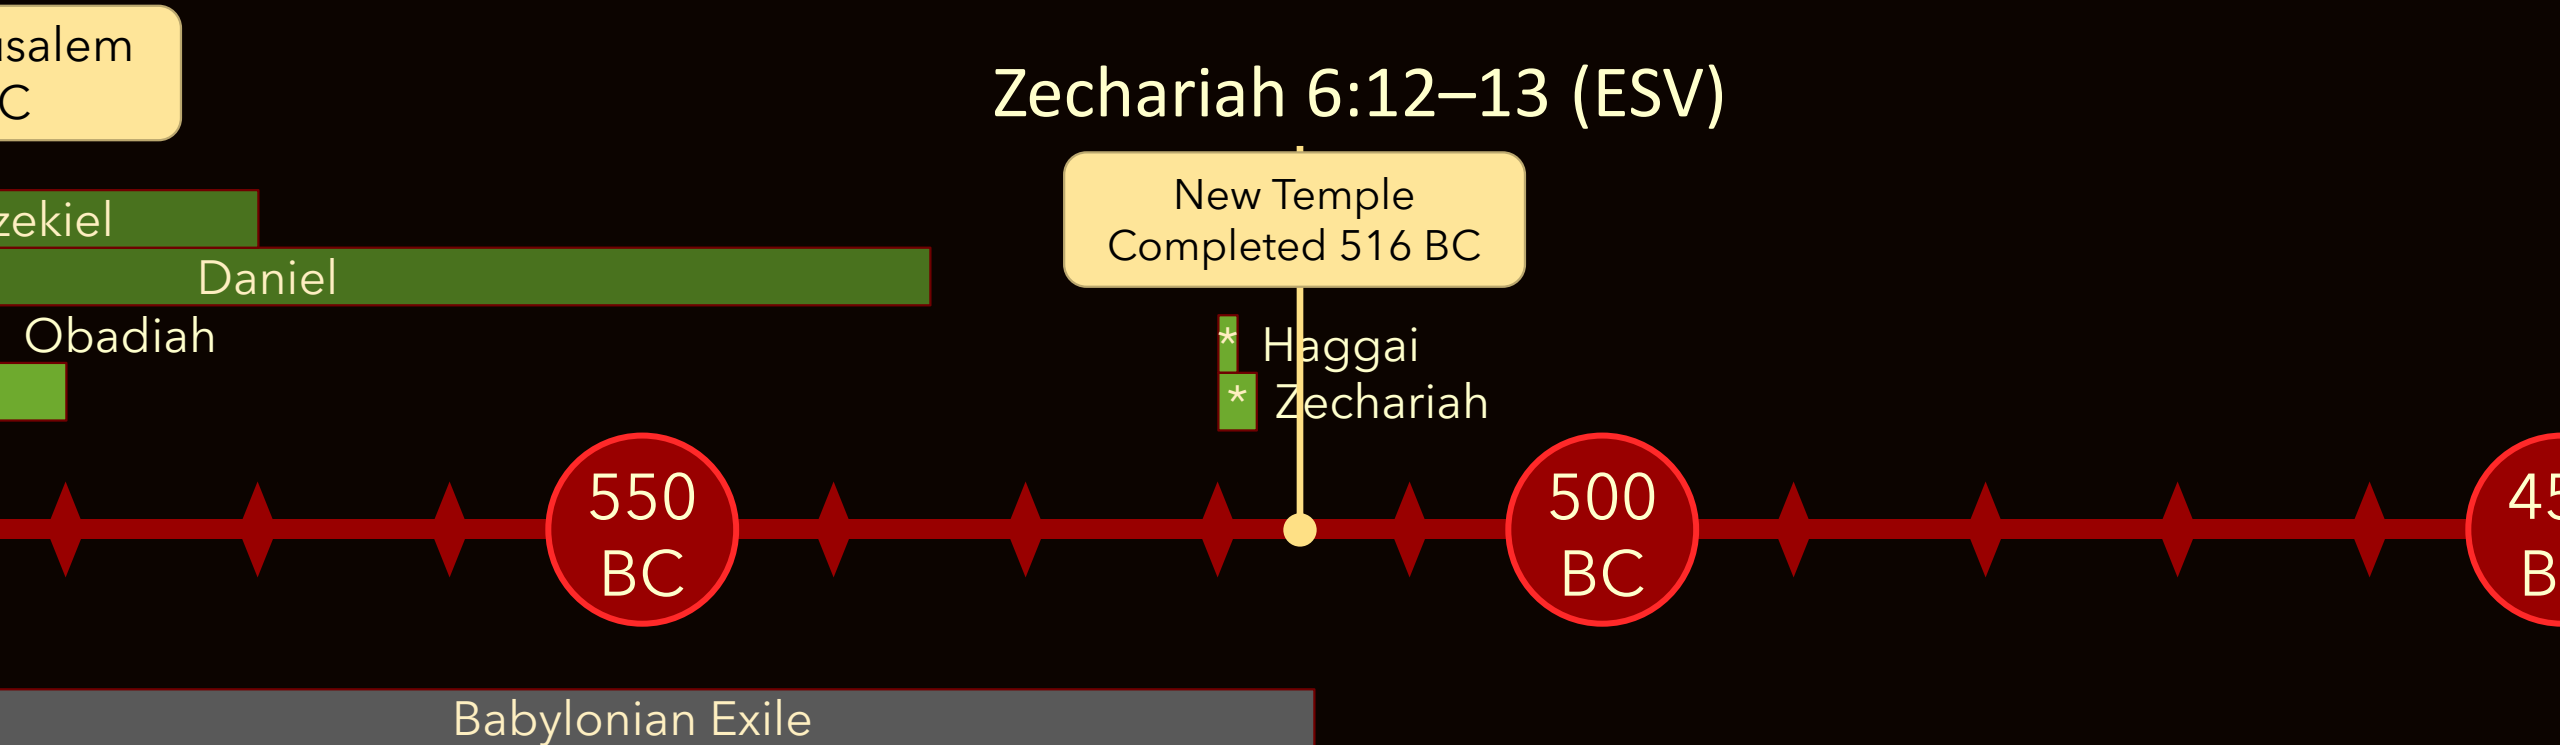 usalem
C
Zechariah 6:12–13 (ESV)
New Temple
Completed 516 BC
zekiel
Daniel
Obadiah
* Haggai
* Zechariah
550
BC
500
BC
45
B
Babylonian Exile